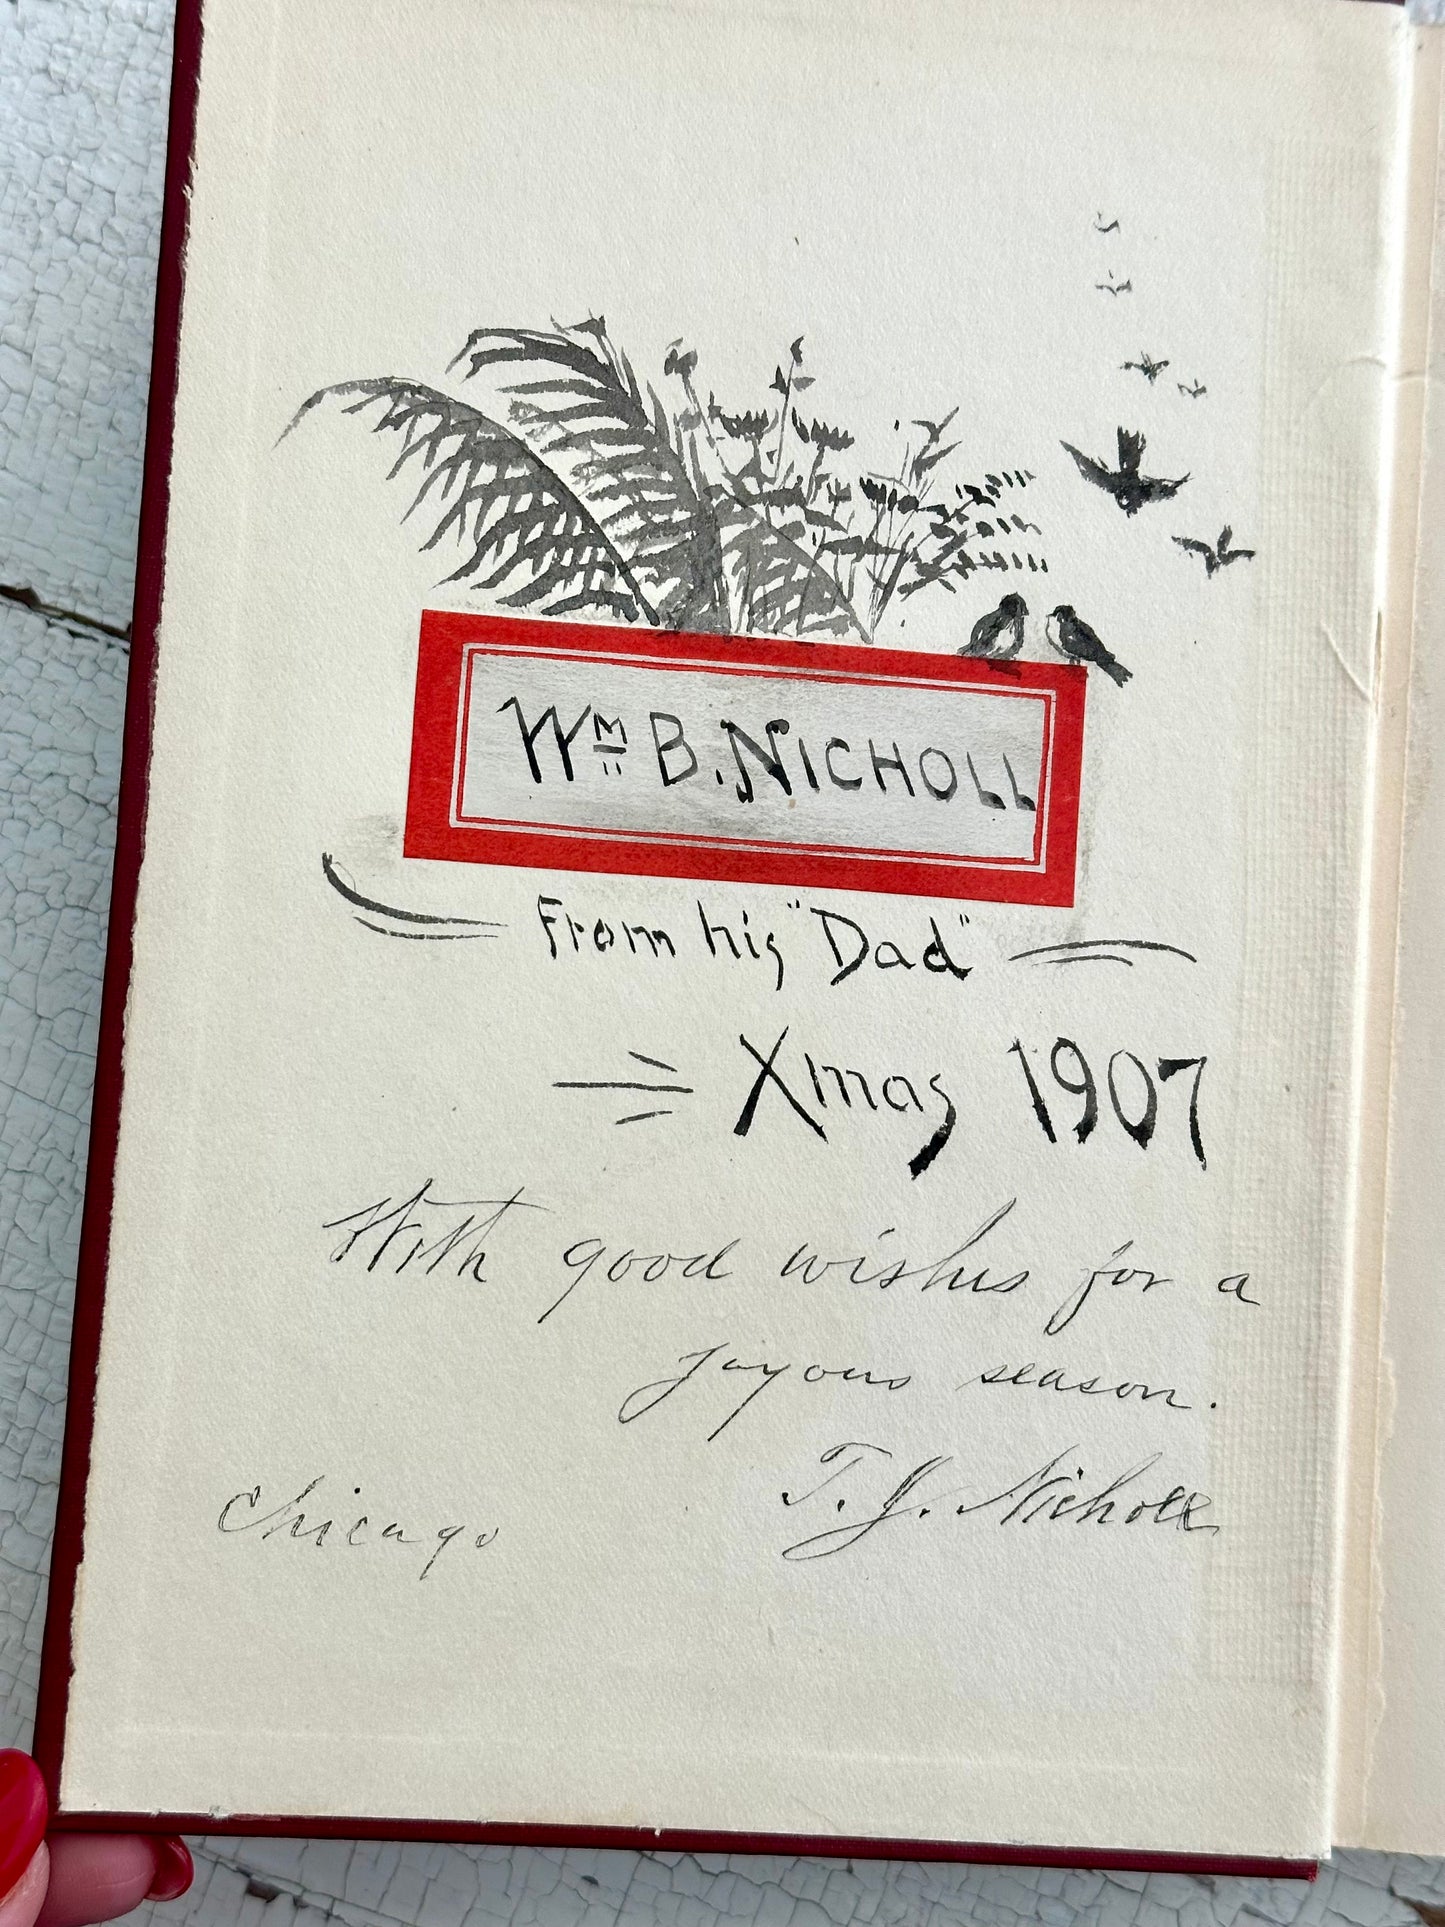 Wm B. NICHOLL
From his "Dad"
Xmas 1907
With good wishes for a
joyous season.
T. J. Nicholl
Chicago